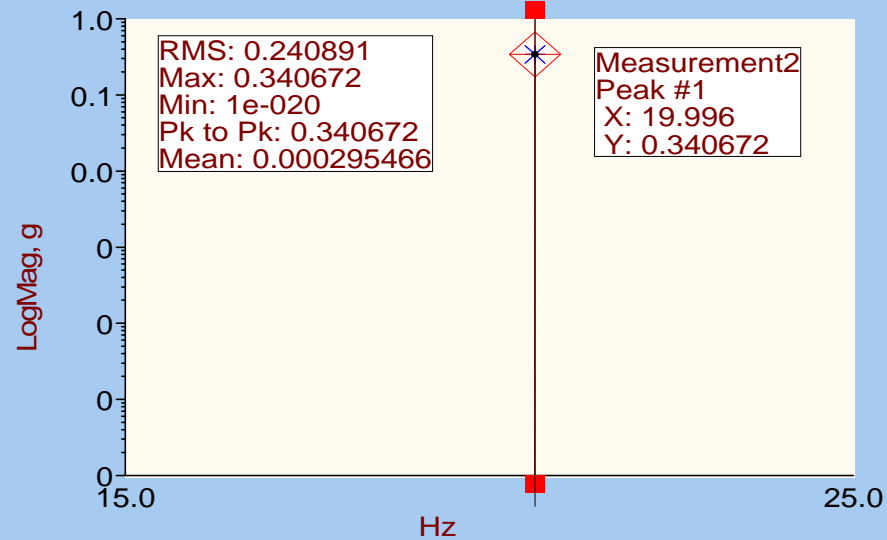 1.0
0.1
0.0
0
0
0
0
LogMag, g
RMS: 0.240891
Max: 0.340672
Min: 1e-020
Pk to Pk: 0.340672
Mean: 0.000295466
Measurement2
Peak #1
X: 19.996
Y: 0.340672
15.0
25.0
Hz